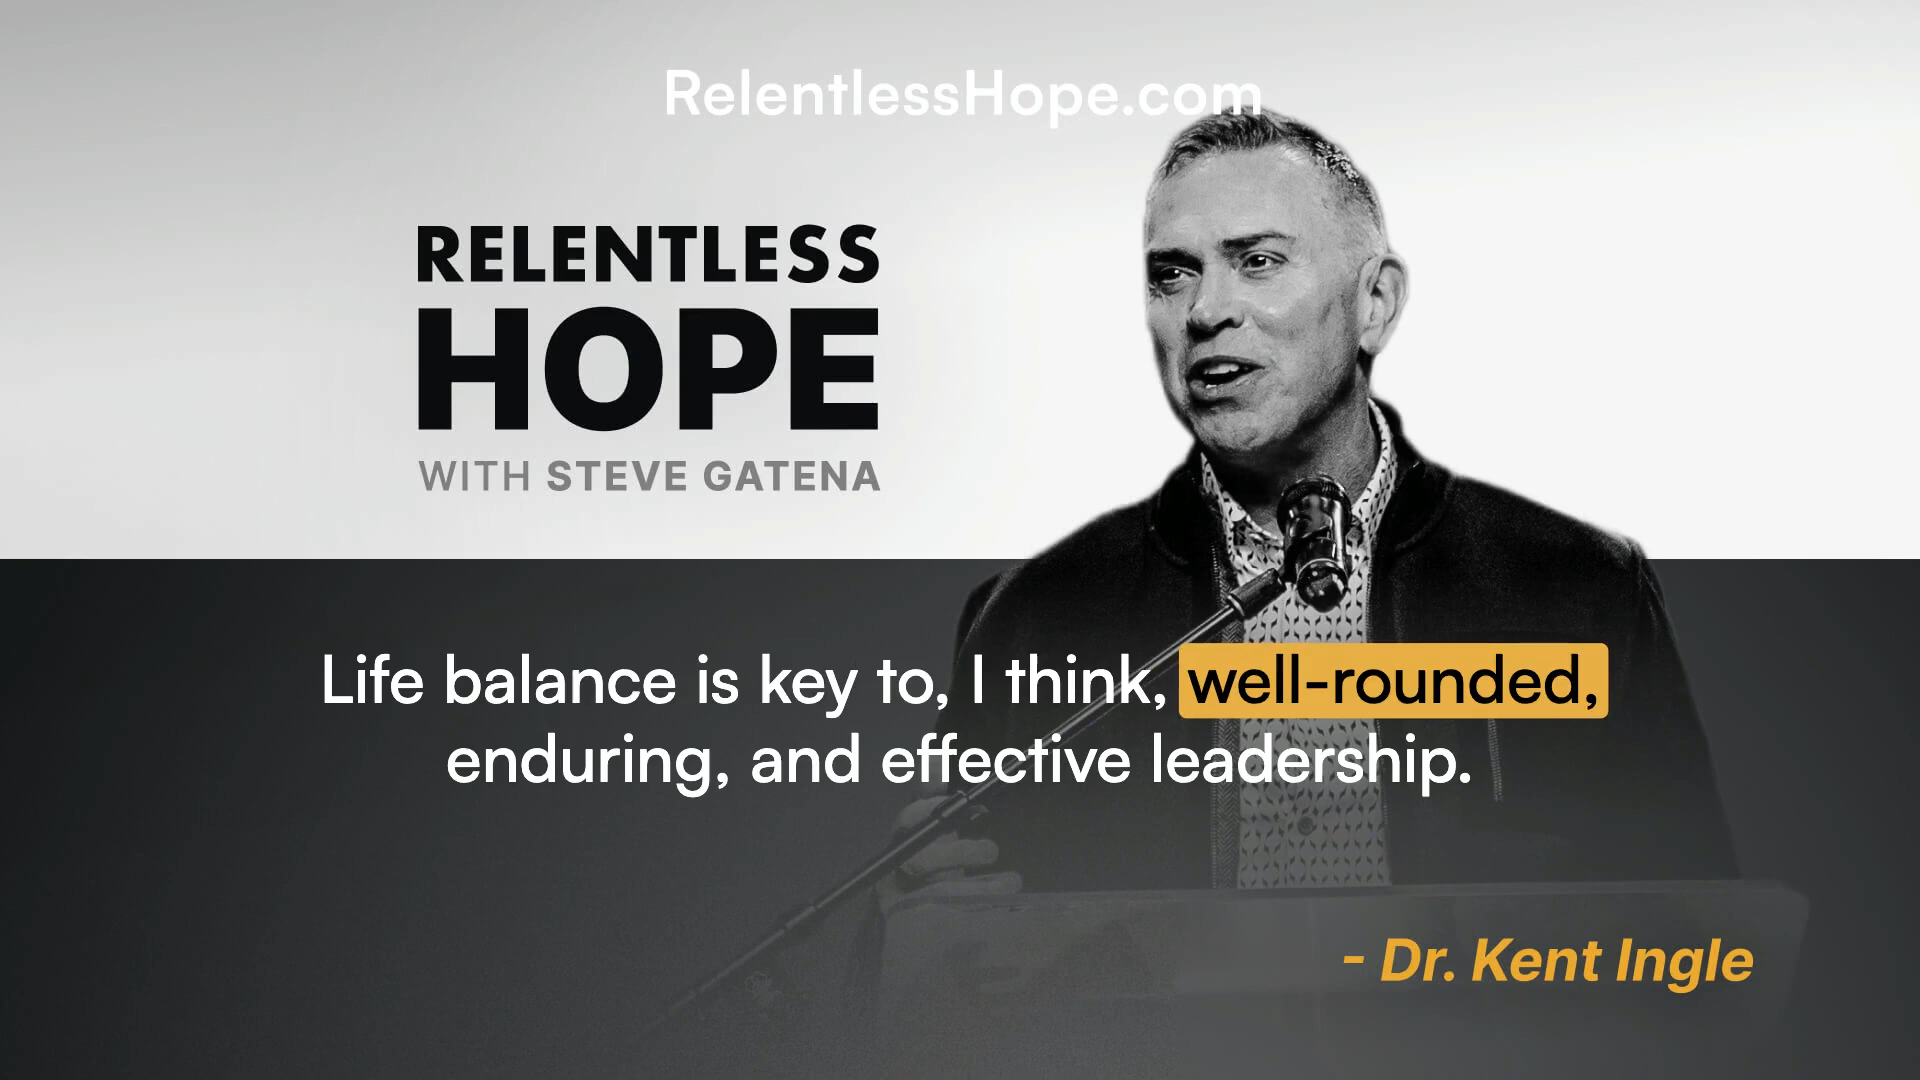 RelentlessHope.com
RELENTLESS
HOPE
WITH STEVE GATENA
Life balance is key to, I think, well-rounded,
enduring, and effective leadership.
- Dr. Kent Ingle